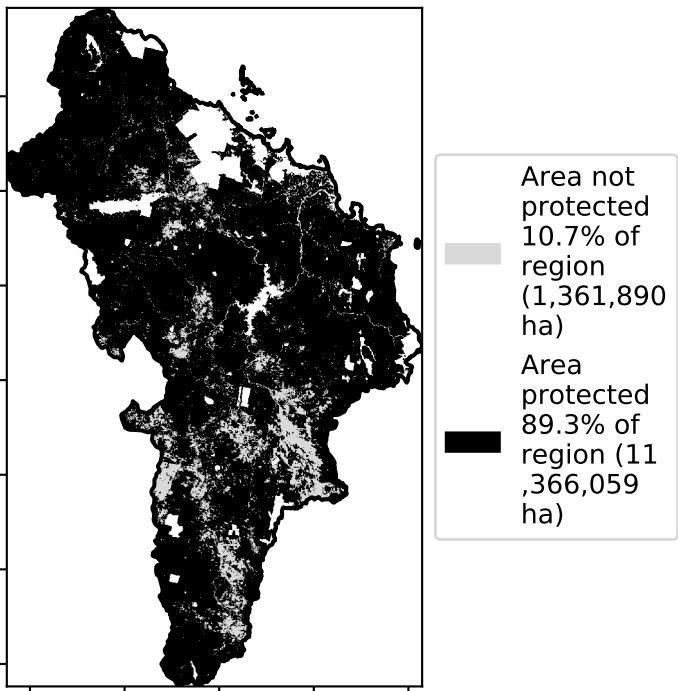 Area not
protected
10.7% of
region
(1,361,890
ha)
Area
protected
89.3% of
region (11
,366,059
ha)